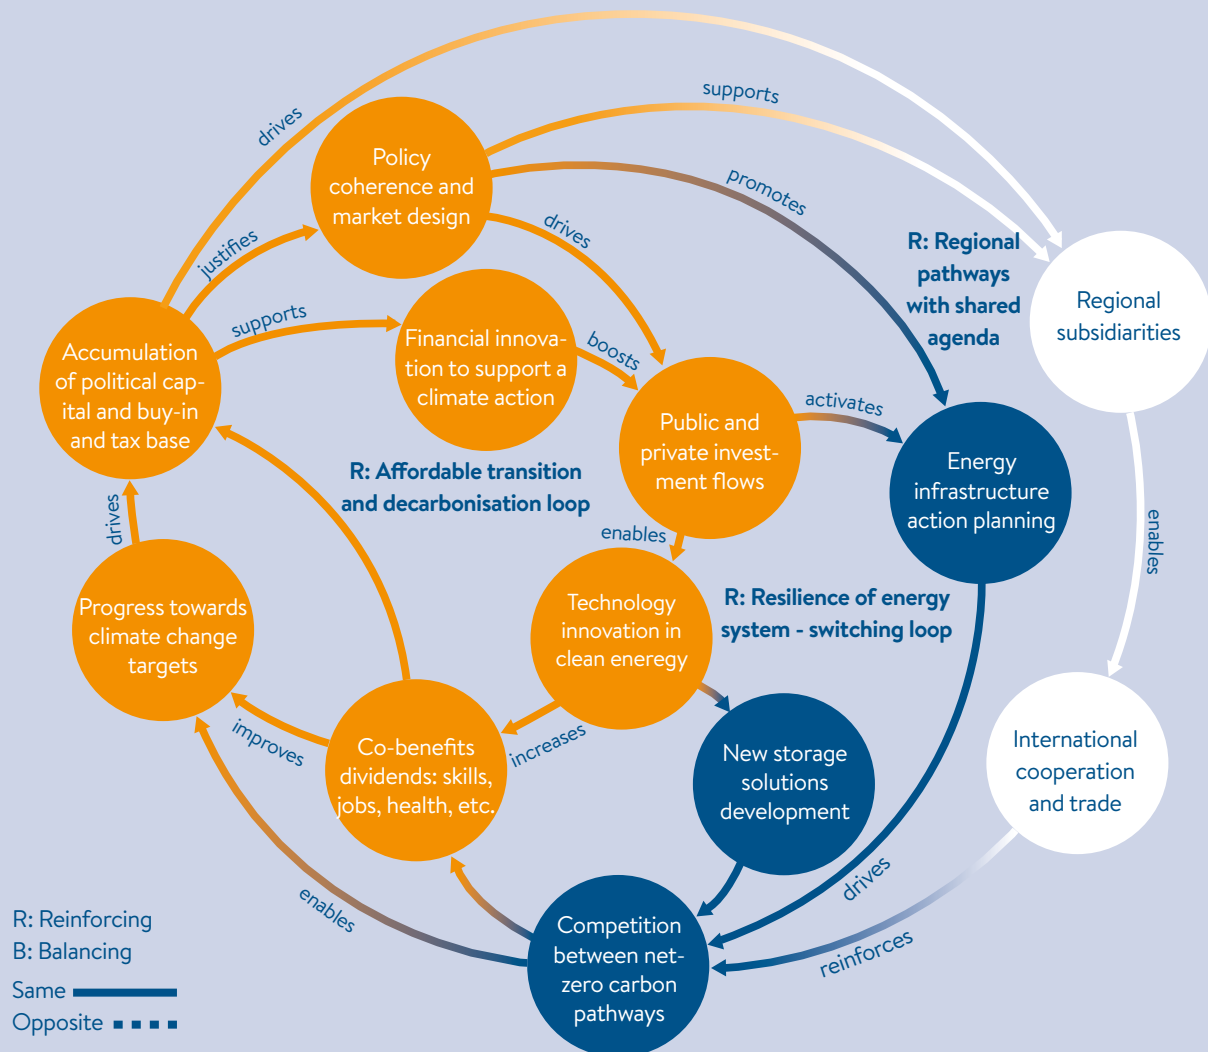 supports
drives
Policy
coherence and
market design
promotes
drives
justifies
R: Regional
pathways
with shared
agenda
Regional
subsidiarities
supports
Financial innova-
tion to support a
climate action
boosts
Accumulation
of political cap-
ital and buy-in
and tax base
activates
Public and
private invest-
ment flows
Energy
infrastructure
action planning
R: Affordable transition
and decarbonisation loop
drives
enables
enables
Technology
innovation in
clean eneregy
R: Resilience of energy
system - switching loop
Progress towards
climate change
targets
improves
Co-benefits
dividends: skills,
jobs, health, etc.
increases
New storage
solutions
development
International
cooperation
and trade
drives
enables
reinforces
Competition
between net-
zero carbon
pathways
R: Reinforcing
B: Balancing
Same
Opposite